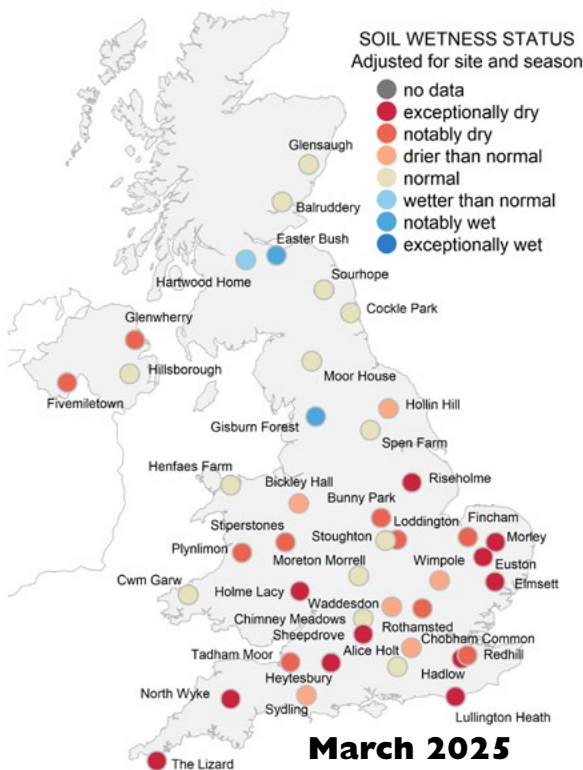 SOIL WETNESS STATUS
Adjusted for site and season
no data
exceptionally dry
notably dry
drier than normal
normal
wetter than normal
notably wet
exceptionally wet
Glensaugh
Balruddery
Easter Bush
Hartwood Home
Sourhope
Cockle Park
Glenwherry
Hillsborough
Fivemiletown
Moor House
Hollin Hill
Gisburn Forest
Spen Farm
Henfaes Farm
Bickley Hall
Riseholme
Bunny Park
Loddington
Fincham
Stiperstones
Stoughton
Morley
Plynlimon
Moreton Morrell
Wimpole
Euston
Elmsett
Cwm Garw
Holme Lacy
Waddesdon
Chimney Meadows
Rothamsted
Sheepdrove
Chobham Common
Tadham Moor
Alice Holt
Redhill
Heytesbury
Hadlow
North Wyke
Sydling
Lullington Heath
March 2025
The Lizard